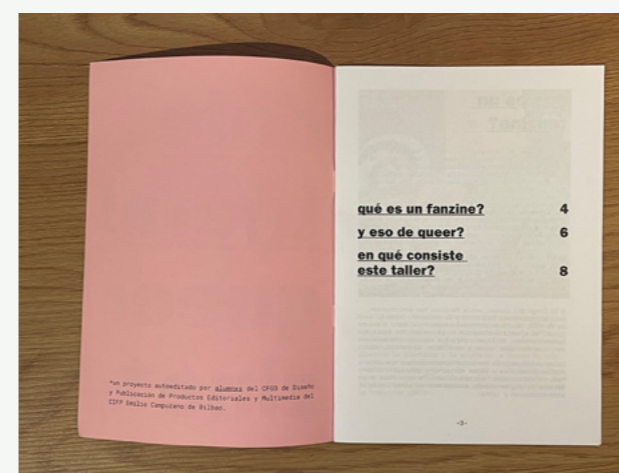 *un proyecto autoeditado por alumnxs del CFGS de Diseño
y Publicación de Productos Editoriales y Multimedia del
CIFP Emilio Campuzano de Bilbao.
qué es un fanzine? 4
y eso de queer? 6
en qué consiste
este taller? 8
-3-